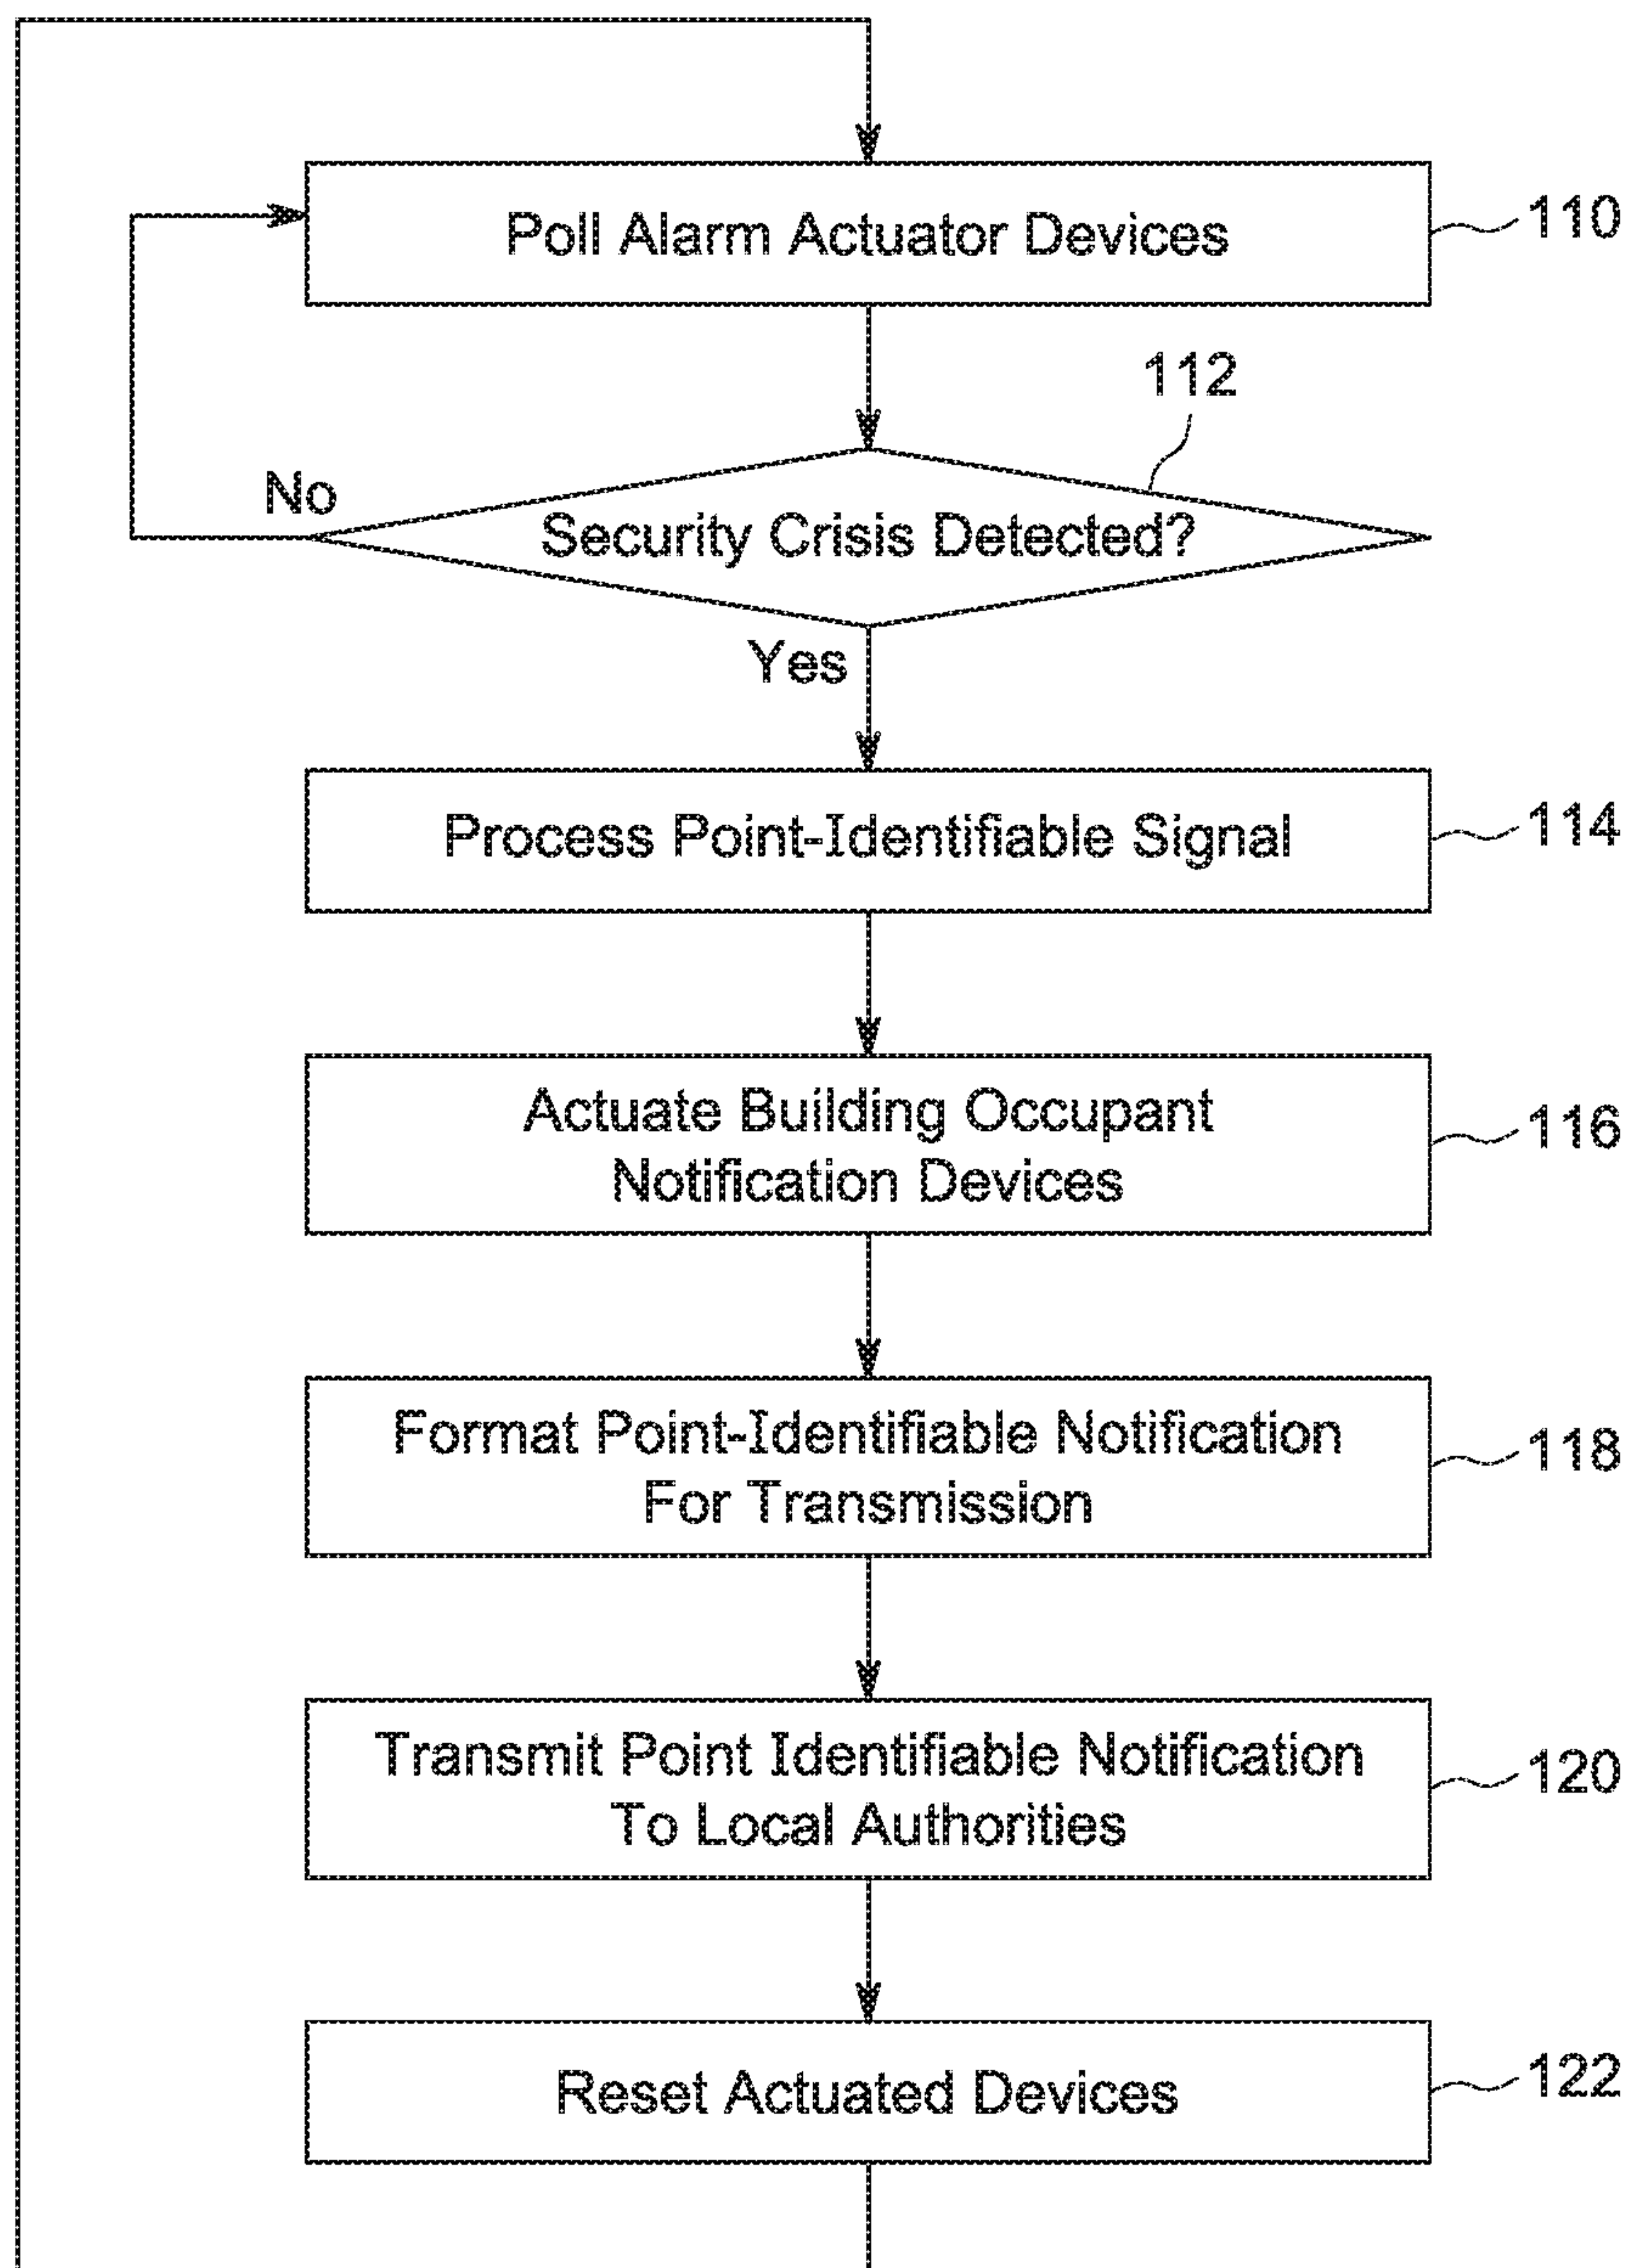 Poll Alarm Actuator Devices
110
112
No
Security Crisis Detected?
Yes
Process Point-Identifiable Signal
114
Actuate Building Occupant
Notification Devices
116
Format Point-Identifiable Notification
For Transmission
118
Transmit Point Identifiable Notification
To Local Authorities
120
Reset Actuated Devices
122